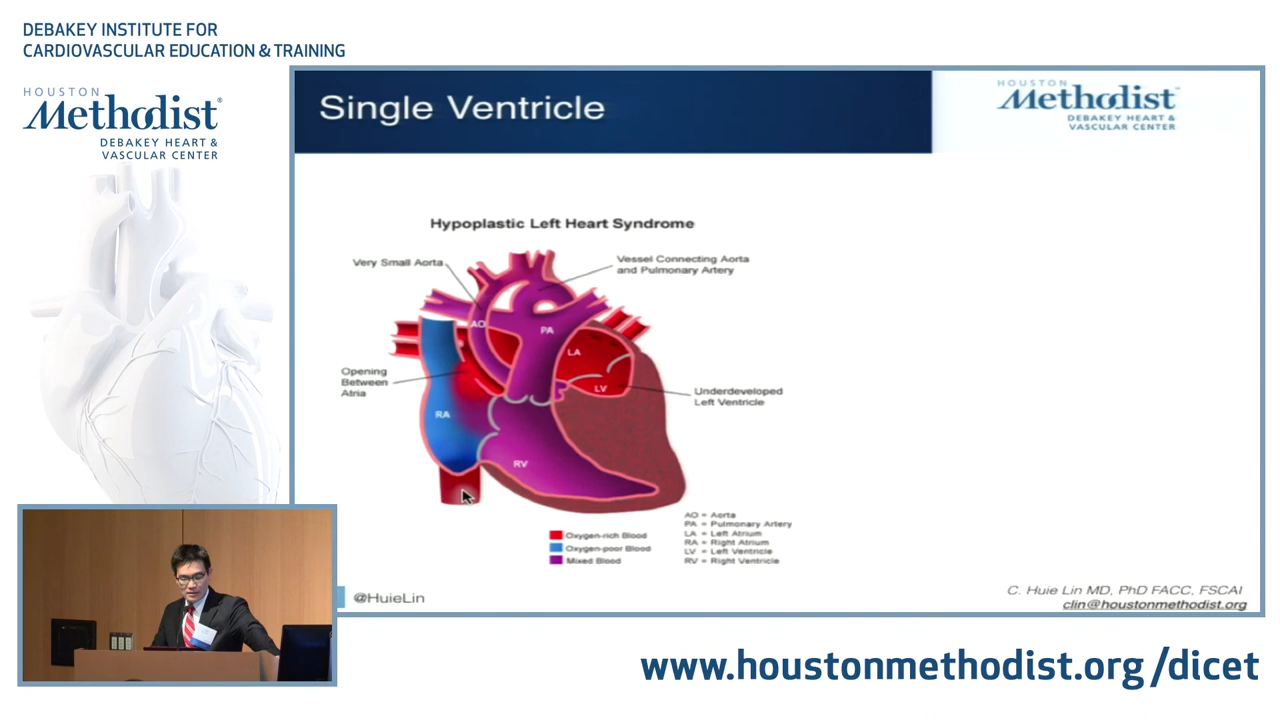 DEBAKEY INSTITUTE FOR
CARDIOVASCULAR EDUCATION & TRAINING
HOUSTON
Methodist®
DEBAKEY HEART &
VASCULAR CENTER
Single Ventricle
HOUSTON
Methodist™
DEBAKEY HEART &
VASCULAR CENTER
Hypoplastic Left Heart Syndrome
Very Small Aorta
Vessel Connecting Aorta
and Pulmonary Artery
AO
PA
LA
Opening
Between
Atria
LV
Underdeveloped
Left Ventricle
RA
RV
Oxygen-rich Blood
Oxygen-poor Blood
Mixed Blood
AO = Aorta
PA = Pulmonary Artery
LA = Left Atrium
RA = Right Atrium
LV = Left Ventricle
RV = Right Ventricle
@HuieLin
C. Huie Lin MD, PhD FACC, FSCAI
clin@houstonmethodist.org
www.houstonmethodist.org/dicet